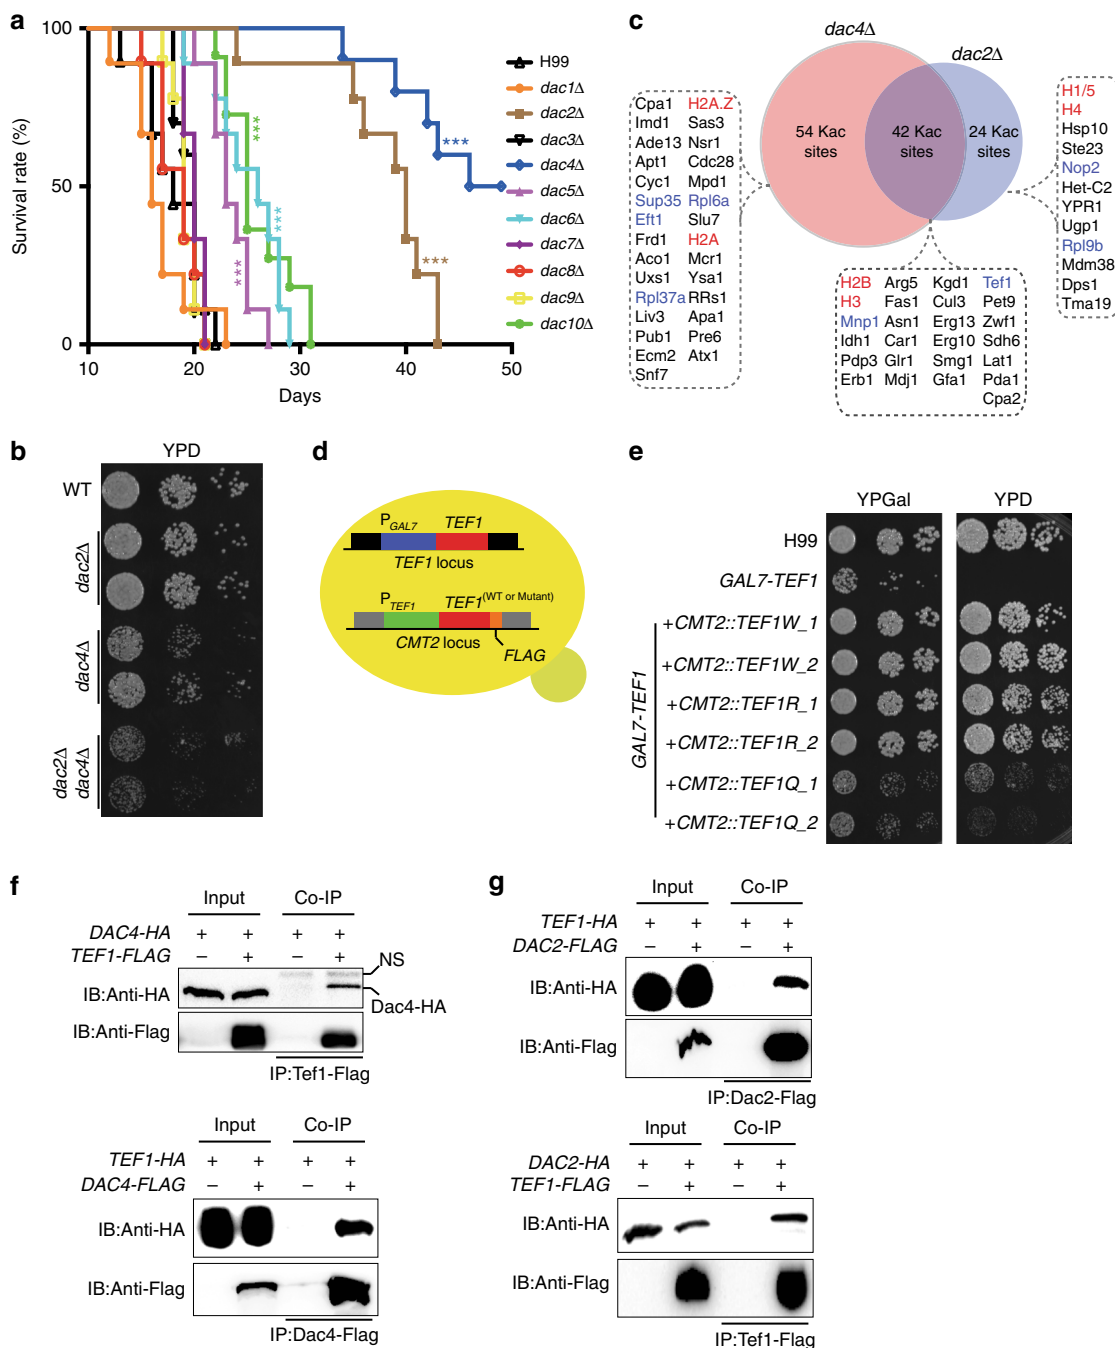 a
Survival rate (%)
100
50
0
10
20
30
40
50
Days
***
***
***
***
***
H99
dac1Δ
dac2Δ
dac3Δ
dac4Δ
dac5Δ
dac6Δ
dac7Δ
dac8Δ
dac9Δ
dac10Δ
c
dac4Δ
dac2Δ
54 Kac sites
42 Kac sites
24 Kac sites
Cpa1 H2A.Z
Imd1 Sas3
Ade13 Nsr1
Apt1 Cdc28
Cyc1 Mpd1
Sup35 Rpl6a
Eft1 Slu7
Frd1 H2A
Aco1 Mcr1
Uxs1 Ysa1
Rpl37a RRs1
Liv3 Apa1
Pub1 Pre6
Ecm2 Atx1
Snf7
H1/5
H4
Hsp10
Ste23
Nop2
Het-C2
YPR1
Ugp1
Rpl9b
Mdm38
Dps1
Tma19
H2B Arg5 Kgd1 Tef1
H3 Fas1 Cul3 Pet9
Mnp1 Asn1 Erg13 Zwf1
Idh1 Car1 Erg10 Sdh6
Pdp3 Glr1 Smg1 Lat1
Erb1 Mdj1 Gfa1 Pda1
Cpa2
b
YPD
WT
dac2Δ
dac4Δ
dac2Δ
dac4Δ
d
PGAL7 TEF1
TEF1 locus
PTEF1 TEF1(WT or Mutant)
CMT2 locus
FLAG
e
YPGal YPD
H99
GAL7-TEF1
GAL7-TEF1
+CMT2::TEF1W_1
+CMT2::TEF1W_2
+CMT2::TEF1R_1
+CMT2::TEF1R_2
+CMT2::TEF1Q_1
+CMT2::TEF1Q_2
f
Input Co-IP
DAC4-HA + + + +
TEF1-FLAG − + − +
NS
IB:Anti-HA
Dac4-HA
IB:Anti-Flag
IP:Tef1-Flag
Input Co-IP
TEF1-HA + + + +
DAC4-FLAG − + − +
IB:Anti-HA
IB:Anti-Flag
IP:Dac4-Flag
g
Input Co-IP
TEF1-HA + + + +
DAC2-FLAG − + − +
IB:Anti-HA
IB:Anti-Flag
IP:Dac2-Flag
Input Co-IP
DAC2-HA + + + +
TEF1-FLAG − + − +
IB:Anti-HA
IB:Anti-Flag
IP:Tef1-Flag